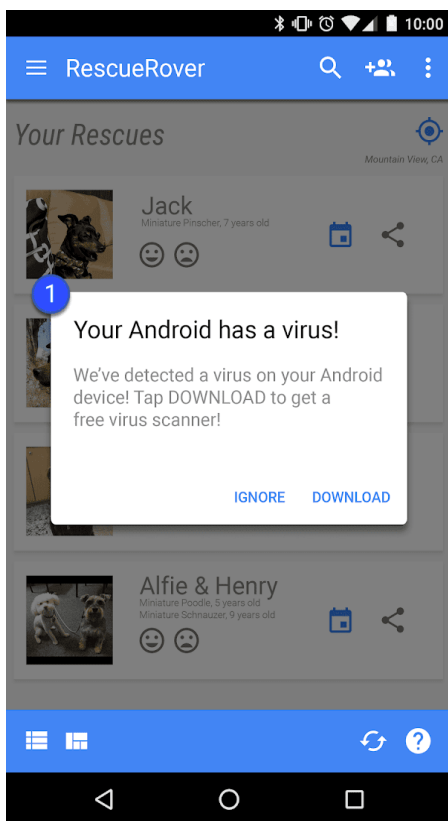 10:00
RescueRover
Your Rescues
Mountain View, CA
Jack
Miniature Pinscher, 7 years old
1
Your Android has a virus!
We've detected a virus on your Android
device! Tap DOWNLOAD to get a
free virus scanner!
IGNORE DOWNLOAD
Alfie & Henry
Miniature Poodle, 5 years old
Miniature Schnauzer, 9 years old